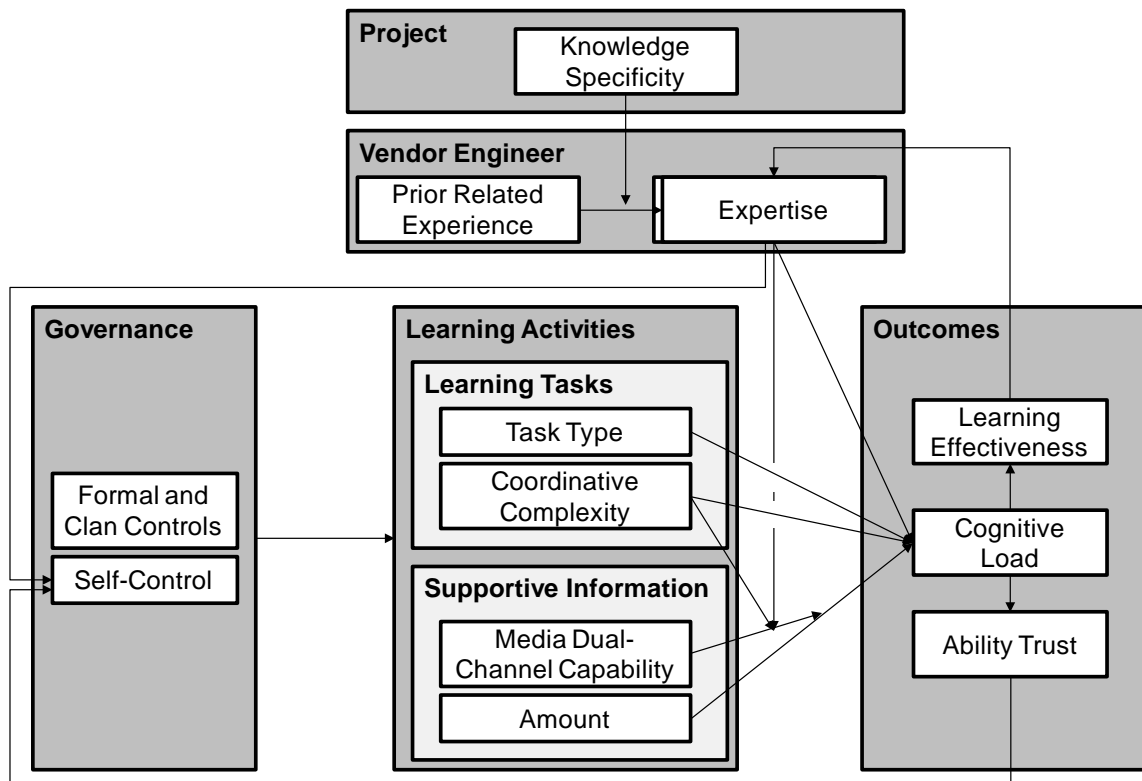 Project
Knowledge
Specificity
Vendor Engineer
Prior Related
Experience
Expertise
Governance
Formal and
Clan Controls
Self-Control
Learning Activities
Learning Tasks
Task Type
Coordinative
Complexity
Supportive Information
Media Dual-
Channel Capability
Amount
Outcomes
Learning
Effectiveness
Cognitive
Load
Ability Trust